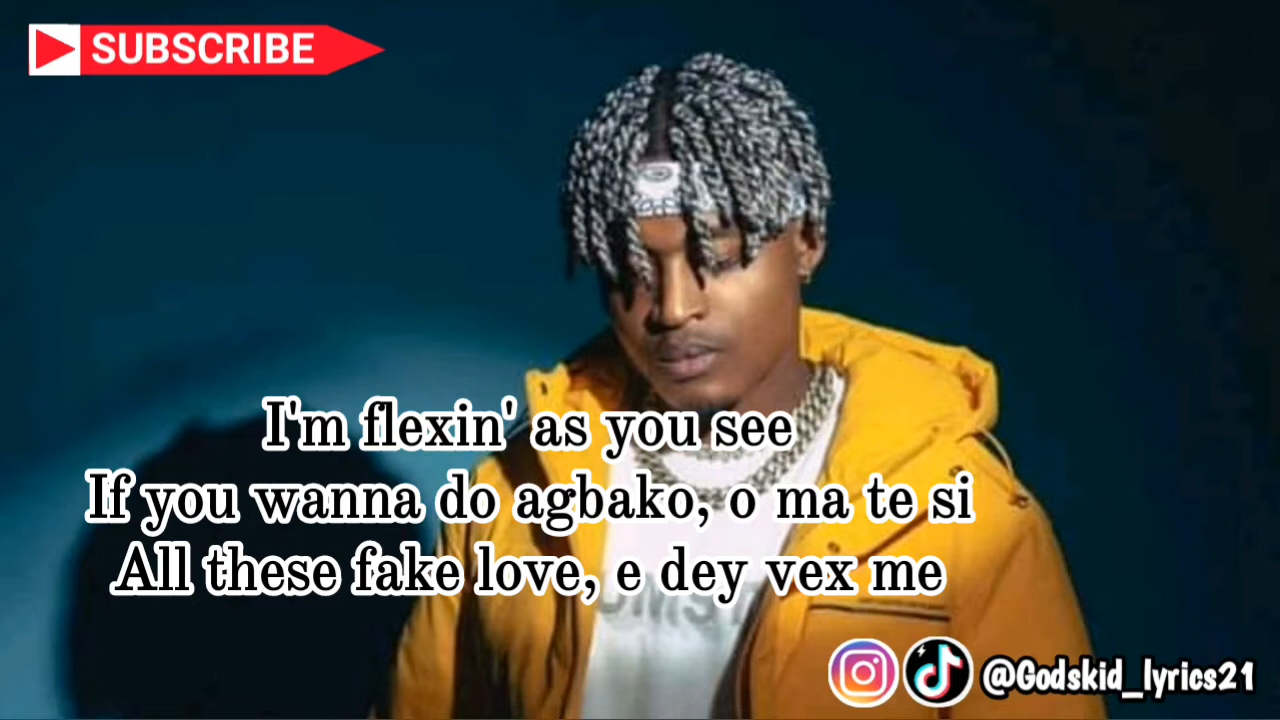 SUBSCRIBE
I'm flexin' as you see
If you wanna do agbako, o ma te si
All these fake love, e dey vex me
@Godskid_lyrics21